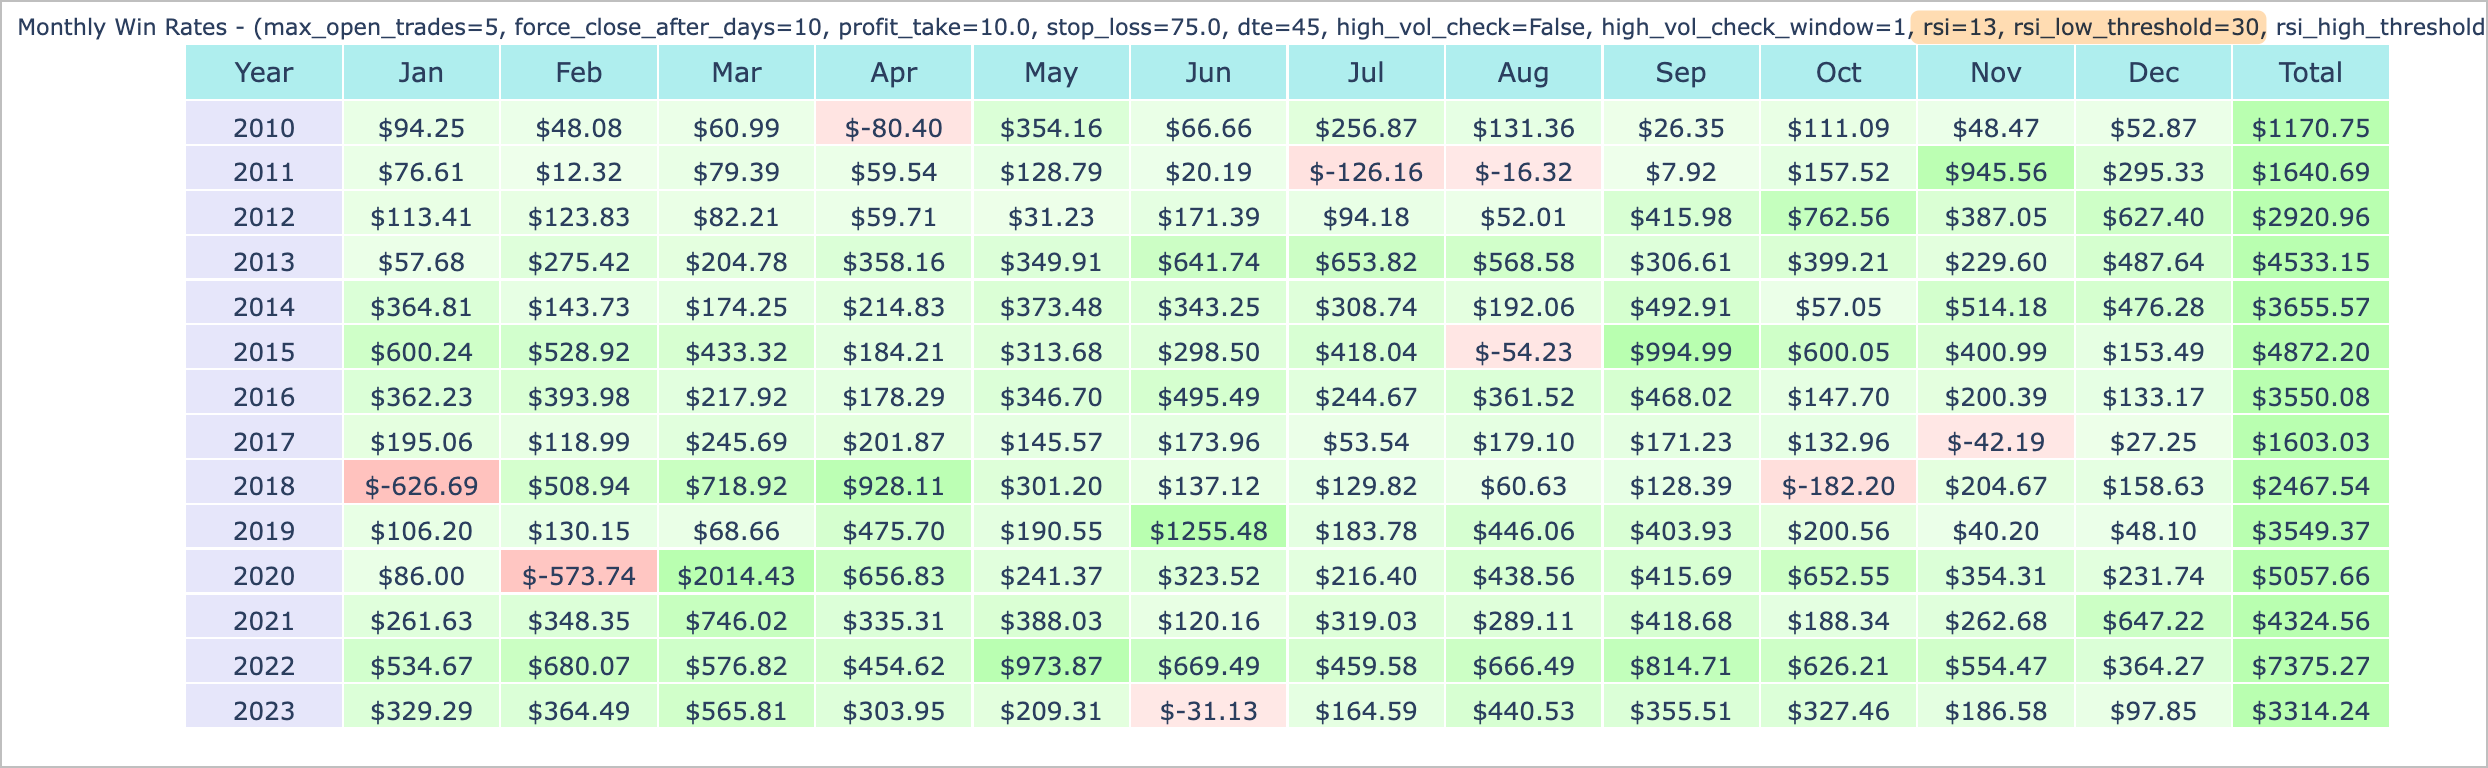 Monthly Win Rates - (max_open_trades=5, force_close_after_days=10, profit_take=10.0, stop_loss=75.0, dte=45, high_vol_check=False, high_vol_check_window=1, rsi=13, rsi_low_threshold=30, rsi_high_threshold
Year Jan Feb Mar Apr May Jun Jul Aug Sep Oct Nov Dec Total
2010 $94.25 $48.08 $60.99 $-80.40 $354.16 $66.66 $256.87 $131.36 $26.35 $111.09 $48.47 $52.87 $1170.75
2011 $76.61 $12.32 $79.39 $59.54 $128.79 $20.19 $-126.16 $-16.32 $7.92 $157.52 $945.56 $295.33 $1640.69
2012 $113.41 $123.83 $82.21 $59.71 $31.23 $171.39 $94.18 $52.01 $415.98 $762.56 $387.05 $627.40 $2920.96
2013 $57.68 $275.42 $204.78 $358.16 $349.91 $641.74 $653.82 $568.58 $306.61 $399.21 $229.60 $487.64 $4533.15
2014 $364.81 $143.73 $174.25 $214.83 $373.48 $343.25 $308.74 $192.06 $492.91 $57.05 $514.18 $476.28 $3655.57
2015 $600.24 $528.92 $433.32 $184.21 $313.68 $298.50 $418.04 $-54.23 $994.99 $600.05 $400.99 $153.49 $4872.20
2016 $362.23 $393.98 $217.92 $178.29 $346.70 $495.49 $244.67 $361.52 $468.02 $147.70 $200.39 $133.17 $3550.08
2017 $195.06 $118.99 $245.69 $201.87 $145.57 $173.96 $53.54 $179.10 $171.23 $132.96 $-42.19 $27.25 $1603.03
2018 $-626.69 $508.94 $718.92 $928.11 $301.20 $137.12 $129.82 $60.63 $128.39 $-182.20 $204.67 $158.63 $2467.54
2019 $106.20 $130.15 $68.66 $475.70 $190.55 $1255.48 $183.78 $446.06 $403.93 $200.56 $40.20 $48.10 $3549.37
2020 $86.00 $-573.74 $2014.43 $656.83 $241.37 $323.52 $216.40 $438.56 $415.69 $652.55 $354.31 $231.74 $5057.66
2021 $261.63 $348.35 $746.02 $335.31 $388.03 $120.16 $319.03 $289.11 $418.68 $188.34 $262.68 $647.22 $4324.56
2022 $534.67 $680.07 $576.82 $454.62 $973.87 $669.49 $459.58 $666.49 $814.71 $626.21 $554.47 $364.27 $7375.27
2023 $329.29 $364.49 $565.81 $303.95 $209.31 $-31.13 $164.59 $440.53 $355.51 $327.46 $186.58 $97.85 $3314.24